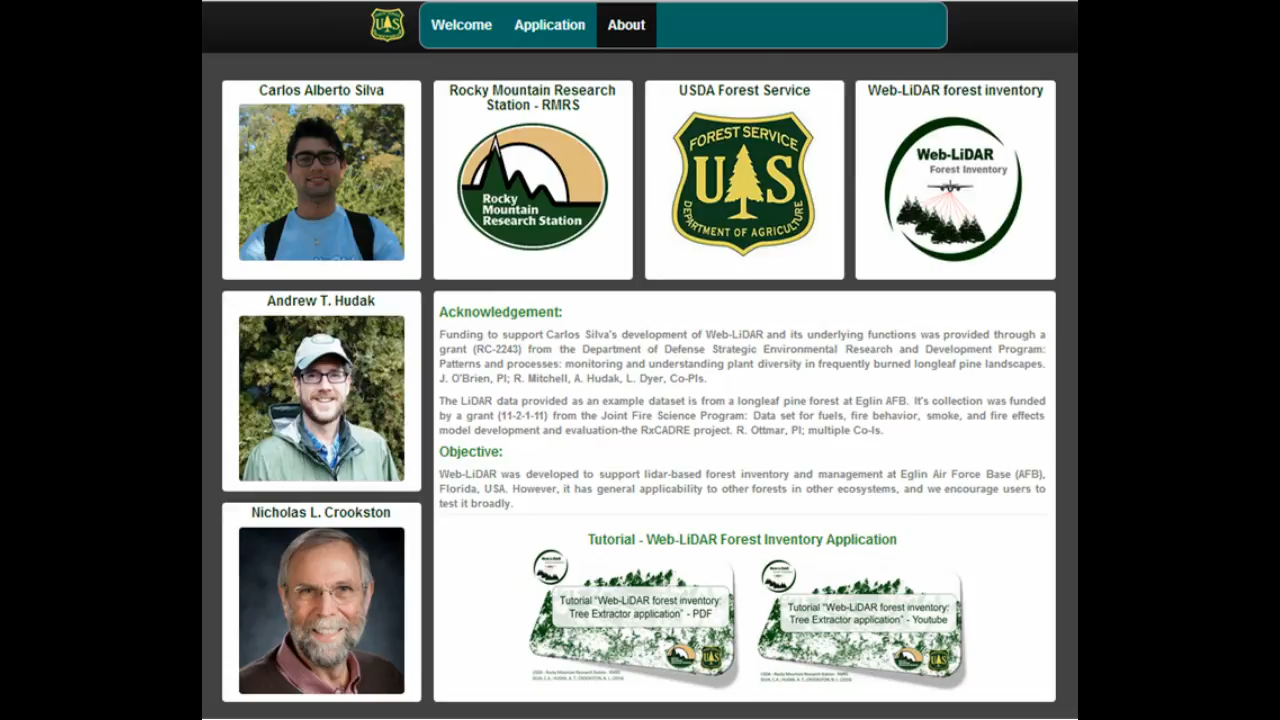 Welcome
Application
About
Carlos Alberto Silva
Rocky Mountain Research
Station - RMRS
Rocky
Mountain
Research Station
USDA Forest Service
FOREST SERVICE
U S
DEPARTMENT OF AGRICULTURE
Web-LiDAR forest inventory
Web-LiDAR
Forest Inventory
Andrew T. Hudak
Nicholas L. Crookston
Acknowledgement:
Funding to support Carlos Silva's development of Web-LiDAR and its underlying functions was provided through a
grant (RC-2243) from the Department of Defense Strategic Environmental Research and Development Program:
Patterns and processes: monitoring and understanding plant diversity in frequently burned longleaf pine landscapes.
J. O'Brien, PI; R. Mitchell, A. Hudak, L. Dyer, Co-PIs.
The LiDAR data provided as an example dataset is from a longleaf pine forest at Eglin AFB. It's collection was funded
by a grant (11-2-1-11) from the Joint Fire Science Program: Data set for fuels, fire behavior, smoke, and fire effects
model development and evaluation-the RxCADRE project. R. Ottmar, PI; multiple Co-Is.
Objective:
Web-LiDAR was developed to support lidar-based forest inventory and management at Eglin Air Force Base (AFB),
Florida, USA. However, it has general applicability to other forests in other ecosystems, and we encourage users to
test it broadly.
Tutorial - Web-LiDAR Forest Inventory Application
Tutorial "Web-LiDAR forest inventory:
Tree Extractor application" - PDF
Tutorial "Web-LiDAR forest inventory:
Tree Extractor application" - Youtube